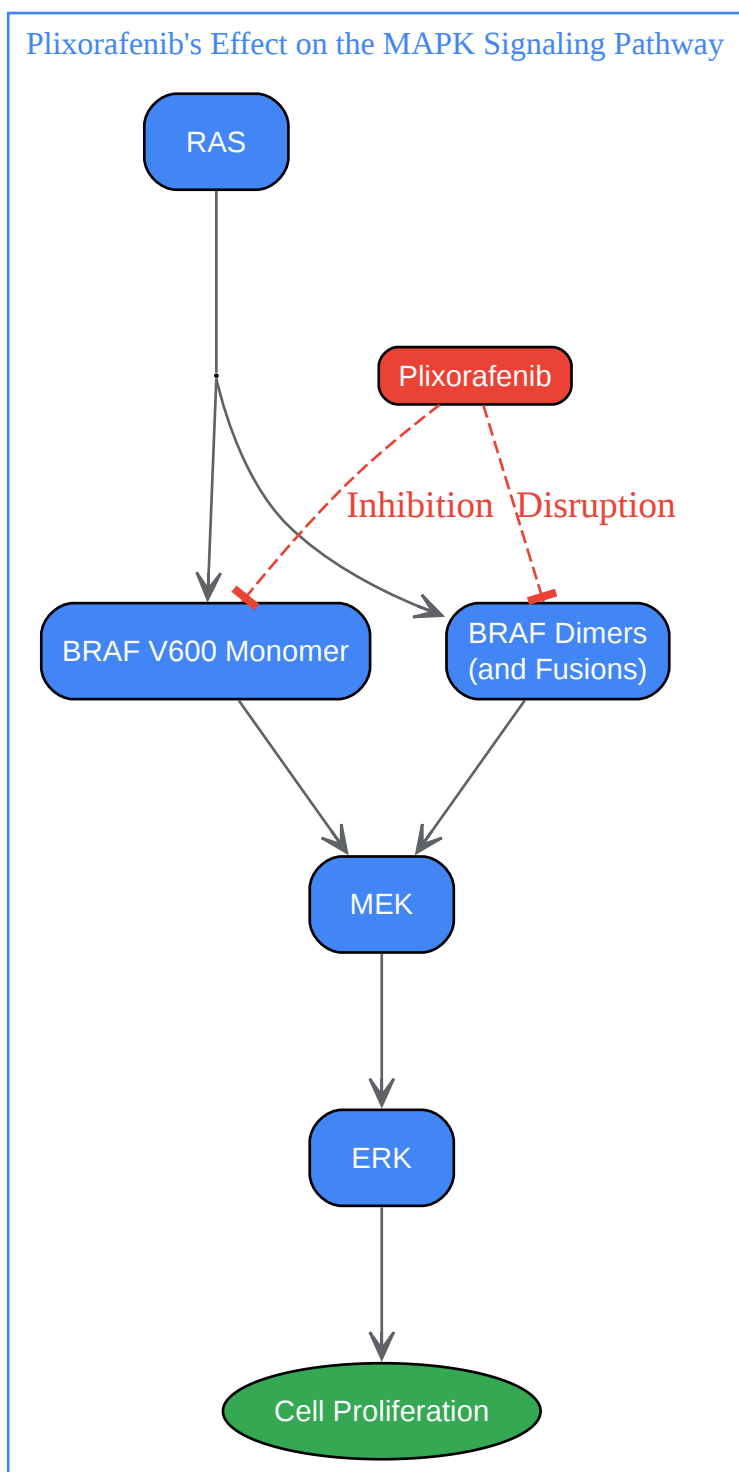 Plixorafenib's Effect on the MAPK Signaling Pathway
RAS
Plixorafenib
Inhibition
Disruption
BRAF V600 Monomer
BRAF Dimers
(and Fusions)
MEK
ERK
Cell Proliferation